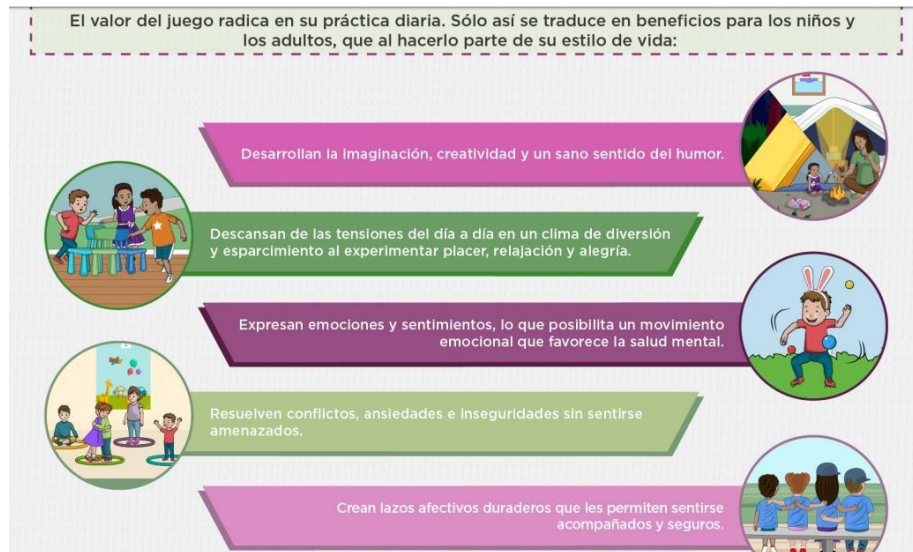 El valor del juego radica en su práctica diaria. Sólo así se traduce en beneficios para los niños y
los adultos, que al hacerlo parte de su estilo de vida:
Desarrollan la imaginación, creatividad y un sano sentido del humor.
Descansan de las tensiones del día a día en un clima de diversión
y esparcimiento al experimentar placer, relajación y alegría.
Expresan emociones y sentimientos, lo que posibilita un movimiento
emocional que favorece la salud mental.
Resuelven conflictos, ansiedades e inseguridades sin sentirse
amenazados.
Crean lazos afectivos duraderos que les permiten sentirse
acompañados y seguros.